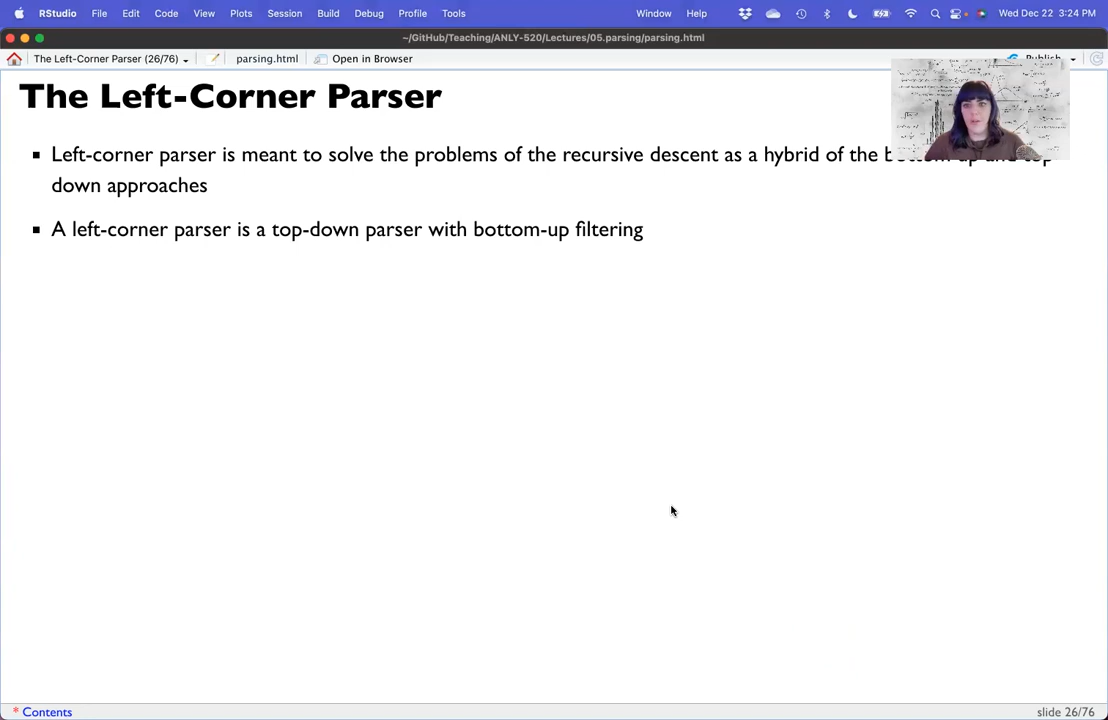 RStudio File Edit Code View Plots Session Build Debug Profile Tools Window Help Wed Dec 22 3:24 PM
~/GitHub/Teaching/ANLY-520/Lectures/05.parsing/parsing.html
The Left-Corner Parser (26/76) parsing.html Open in Browser Publish
The Left-Corner Parser
▪ Left-corner parser is meant to solve the problems of the recursive descent as a hybrid of the
down approaches
▪ A left-corner parser is a top-down parser with bottom-up filtering
* Contents slide 26/76